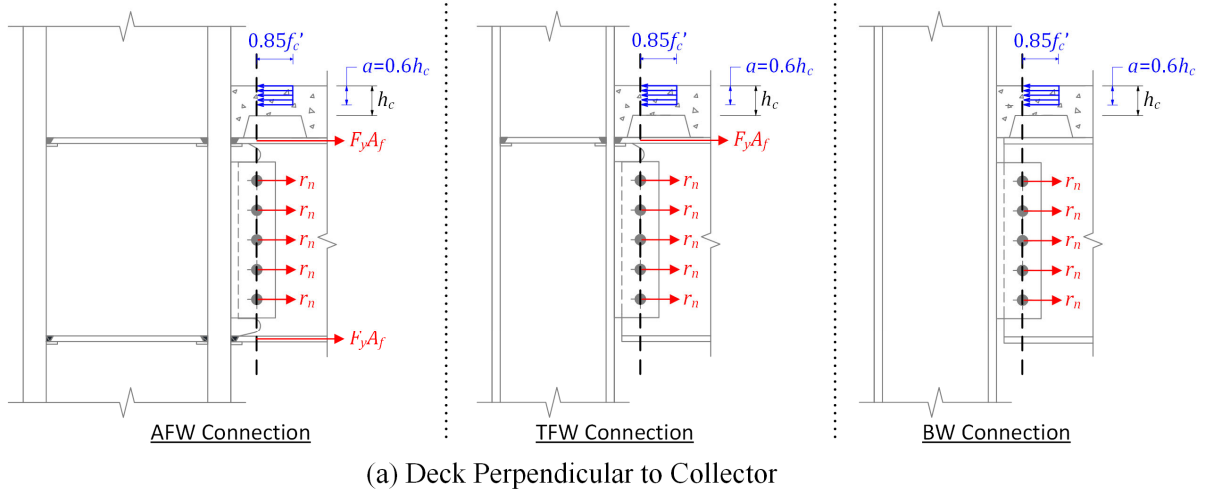 0.85f_c'
a=0.6h_c
h_c
F_yA_f
r_n
r_n
r_n
r_n
r_n
F_yA_f
AFW Connection
0.85f_c'
a=0.6h_c
h_c
F_yA_f
r_n
r_n
r_n
r_n
r_n
TFW Connection
0.85f_c'
a=0.6h_c
h_c
r_n
r_n
r_n
r_n
r_n
BW Connection
(a) Deck Perpendicular to Collector